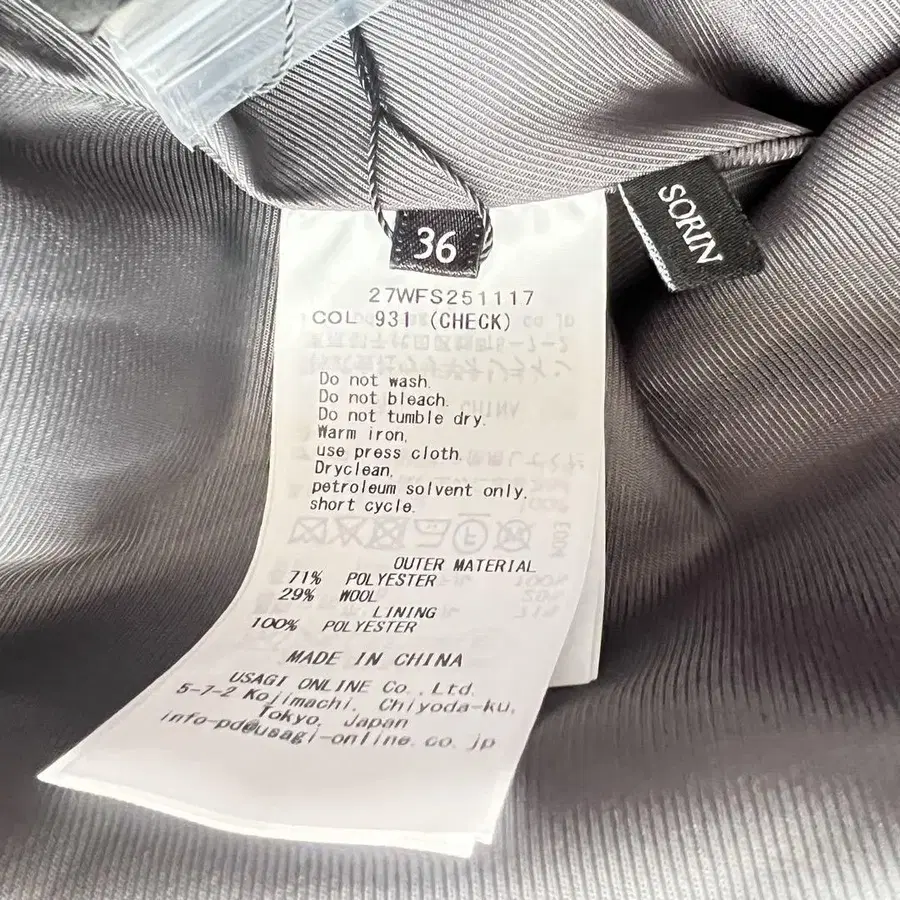 SORIN
36
27WFS251117
COL 931 (CHECK)
Do not wash.
Do not bleach.
Do not tumble dry.
Warm iron,
use press cloth.
Dryclean,
petroleum solvent only.
short cycle.
F
OUTER MATERIAL
71% POLYESTER
29% WOOL
LINING
100% POLYESTER
MADE IN CHINA
USAGI ONLINE Co.,Ltd.
5-7-2 Kojimachi, Chiyoda-ku,
Tokyo, Japan
info-pd@usagi-online.co.jp